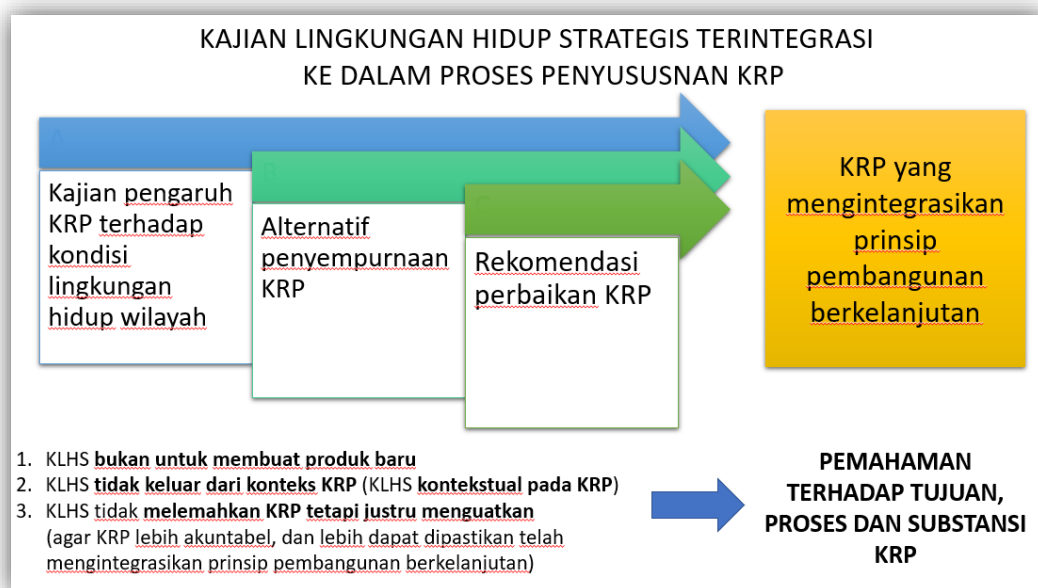 KAJIAN LINGKUNGAN HIDUP STRATEGIS TERINTEGRASI
KE DALAM PROSES PENYUSUSNAN KRP
A
Kajian pengaruh
KRP terhadap
kondisi
lingkungan
hidup wilayah
B
Alternatif
penyempurnaan
KRP
C
Rekomendasi
perbaikan KRP
KRP yang
mengintegrasikan
prinsip
pembangunan
berkelanjutan
1. KLHS bukan untuk membuat produk baru
2. KLHS tidak keluar dari konteks KRP (KLHS kontekstual pada KRP)
3. KLHS tidak melemahkan KRP tetapi justru menguatkan
(agar KRP lebih akuntabel, dan lebih dapat dipastikan telah
mengintegrasikan prinsip pembangunan berkelanjutan)
PEMAHAMAN
TERHADAP TUJUAN,
PROSES DAN SUBSTANSI
KRP